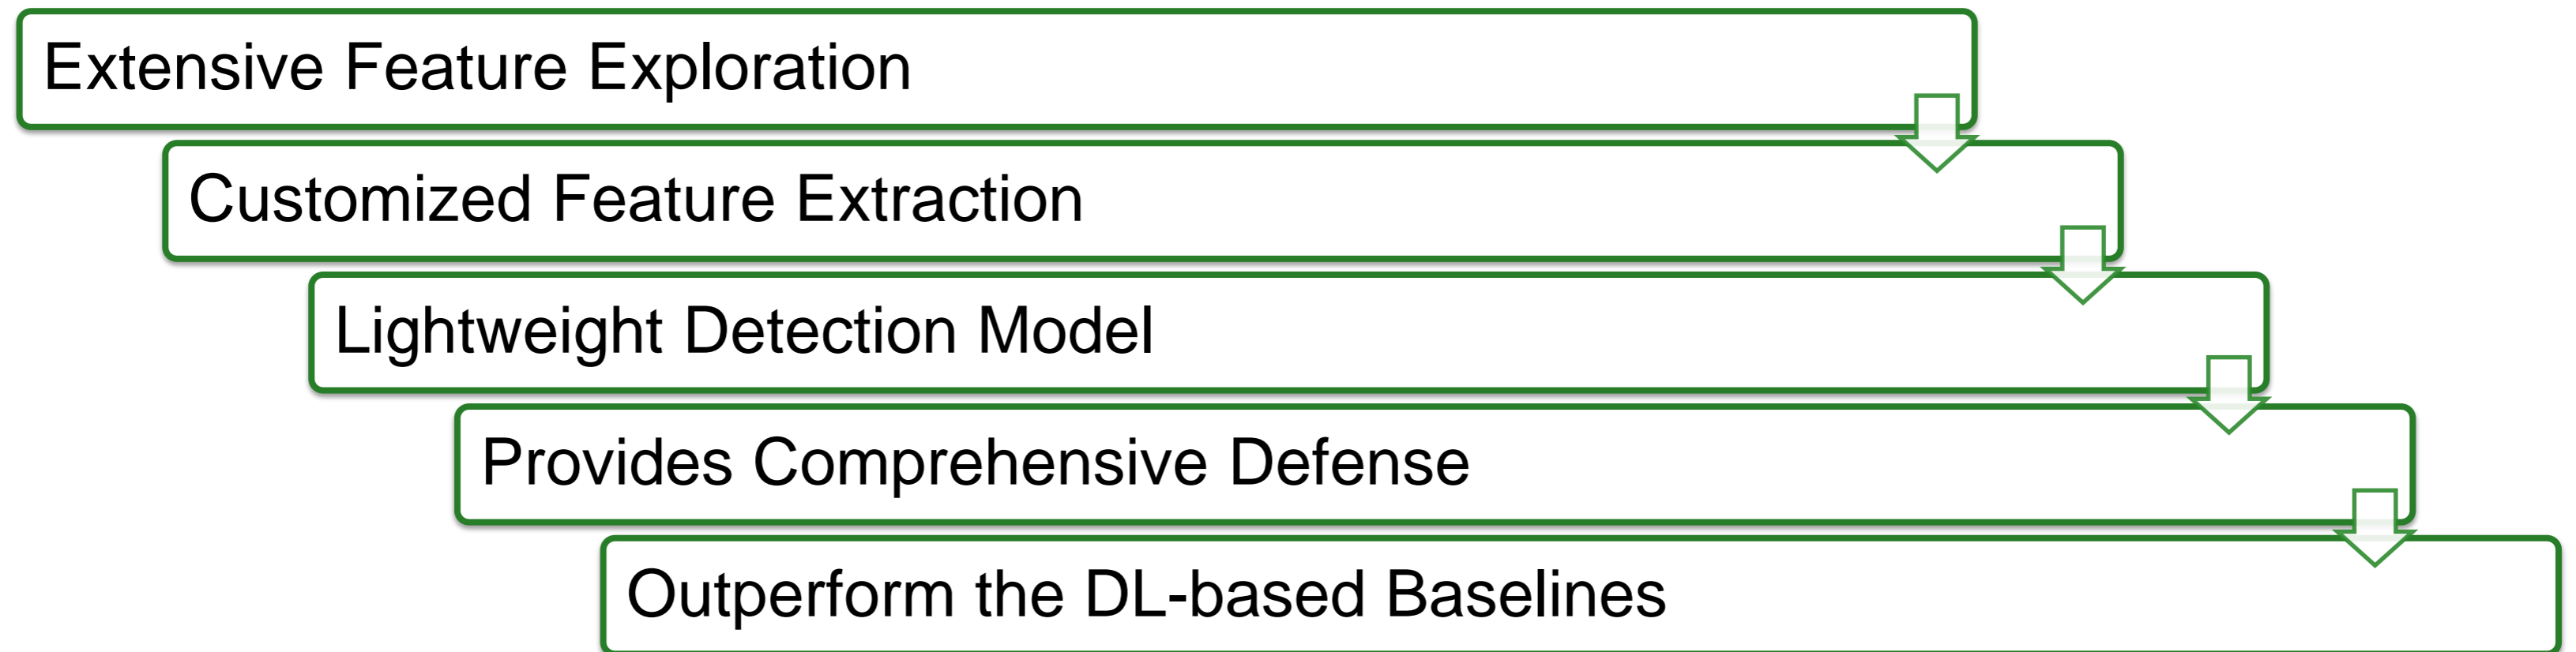 Extensive Feature Exploration
Customized Feature Extraction
Lightweight Detection Model
Provides Comprehensive Defense
Outperform the DL-based Baselines